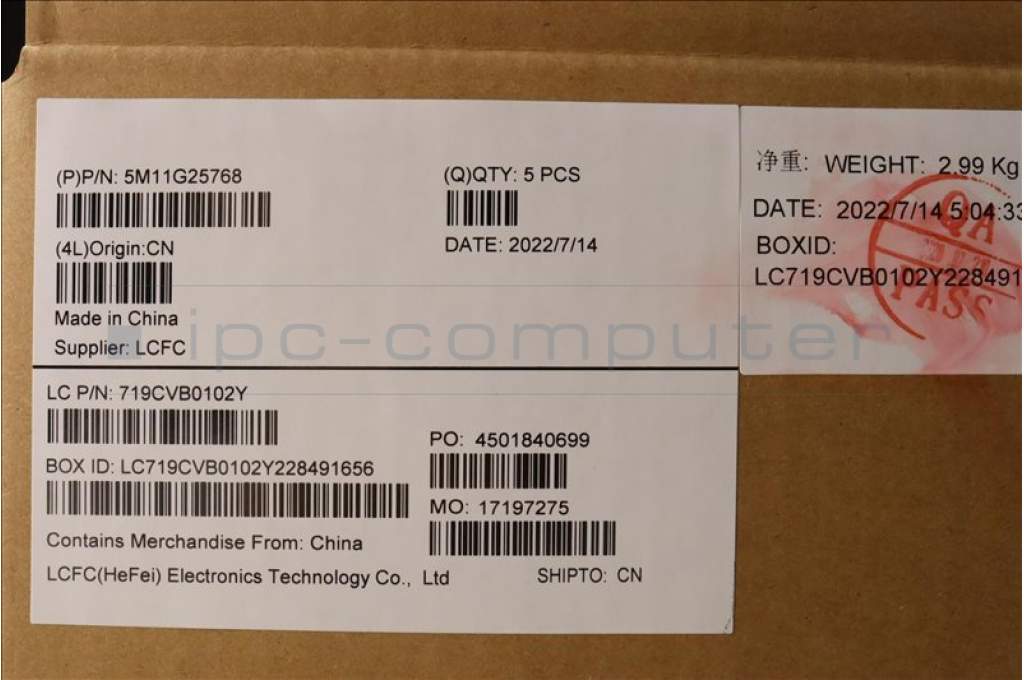 (P)P/N: 5M11G25768
(Q)QTY: 5 PCS
(4L)Origin:CN
DATE: 2022/7/14
Made in China
Supplier: LCFC
LC P/N: 719CVB0102Y
PO: 4501840699
BOX ID: LC719CVB0102Y228491656
MO: 17197275
Contains Merchandise From: China
LCFC(HeFei) Electronics Technology Co., Ltd
SHIPTO: CN
净重: WEIGHT: 2.99 Kg
DATE: 2022/7/14 5:04:33
BOXID:
LC719CVB0102Y228491
QA
PASS
ipc-computer